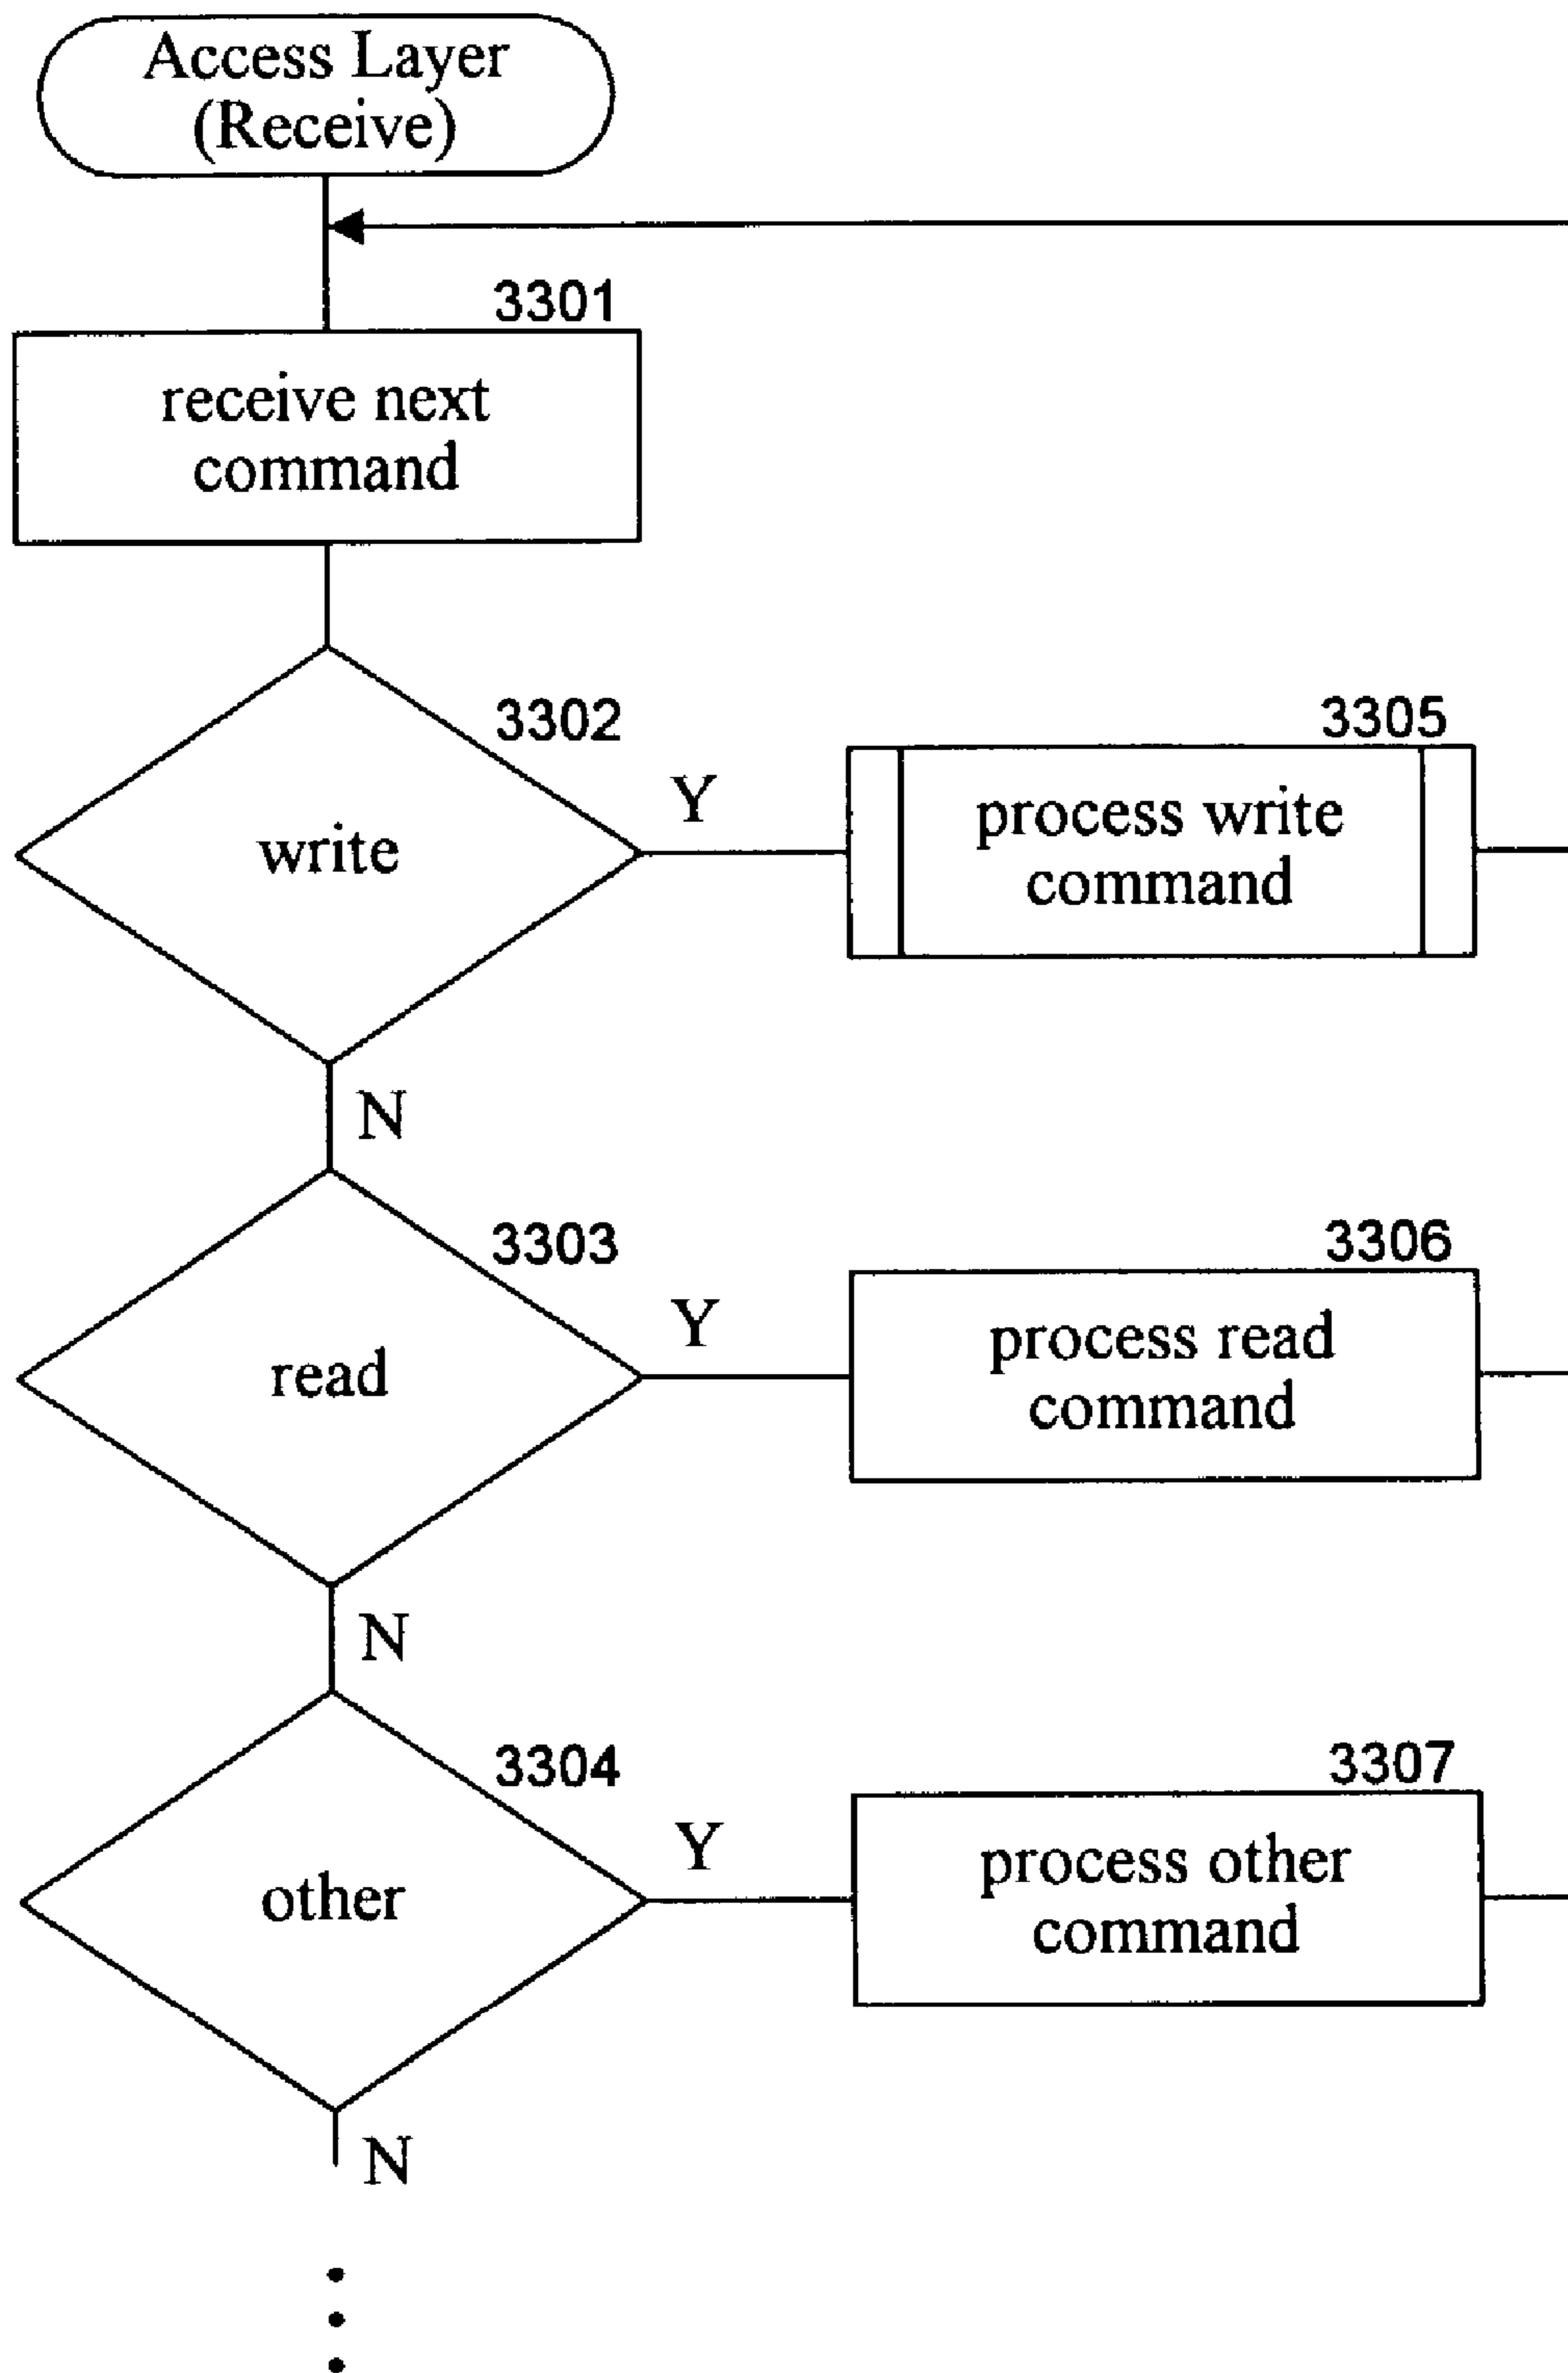 Access Layer
(Receive)
3301
receive next
command
3302
write
Y
3305
process write
command
N
3303
read
Y
3306
process read
command
N
3304
other
Y
3307
process other
command
N